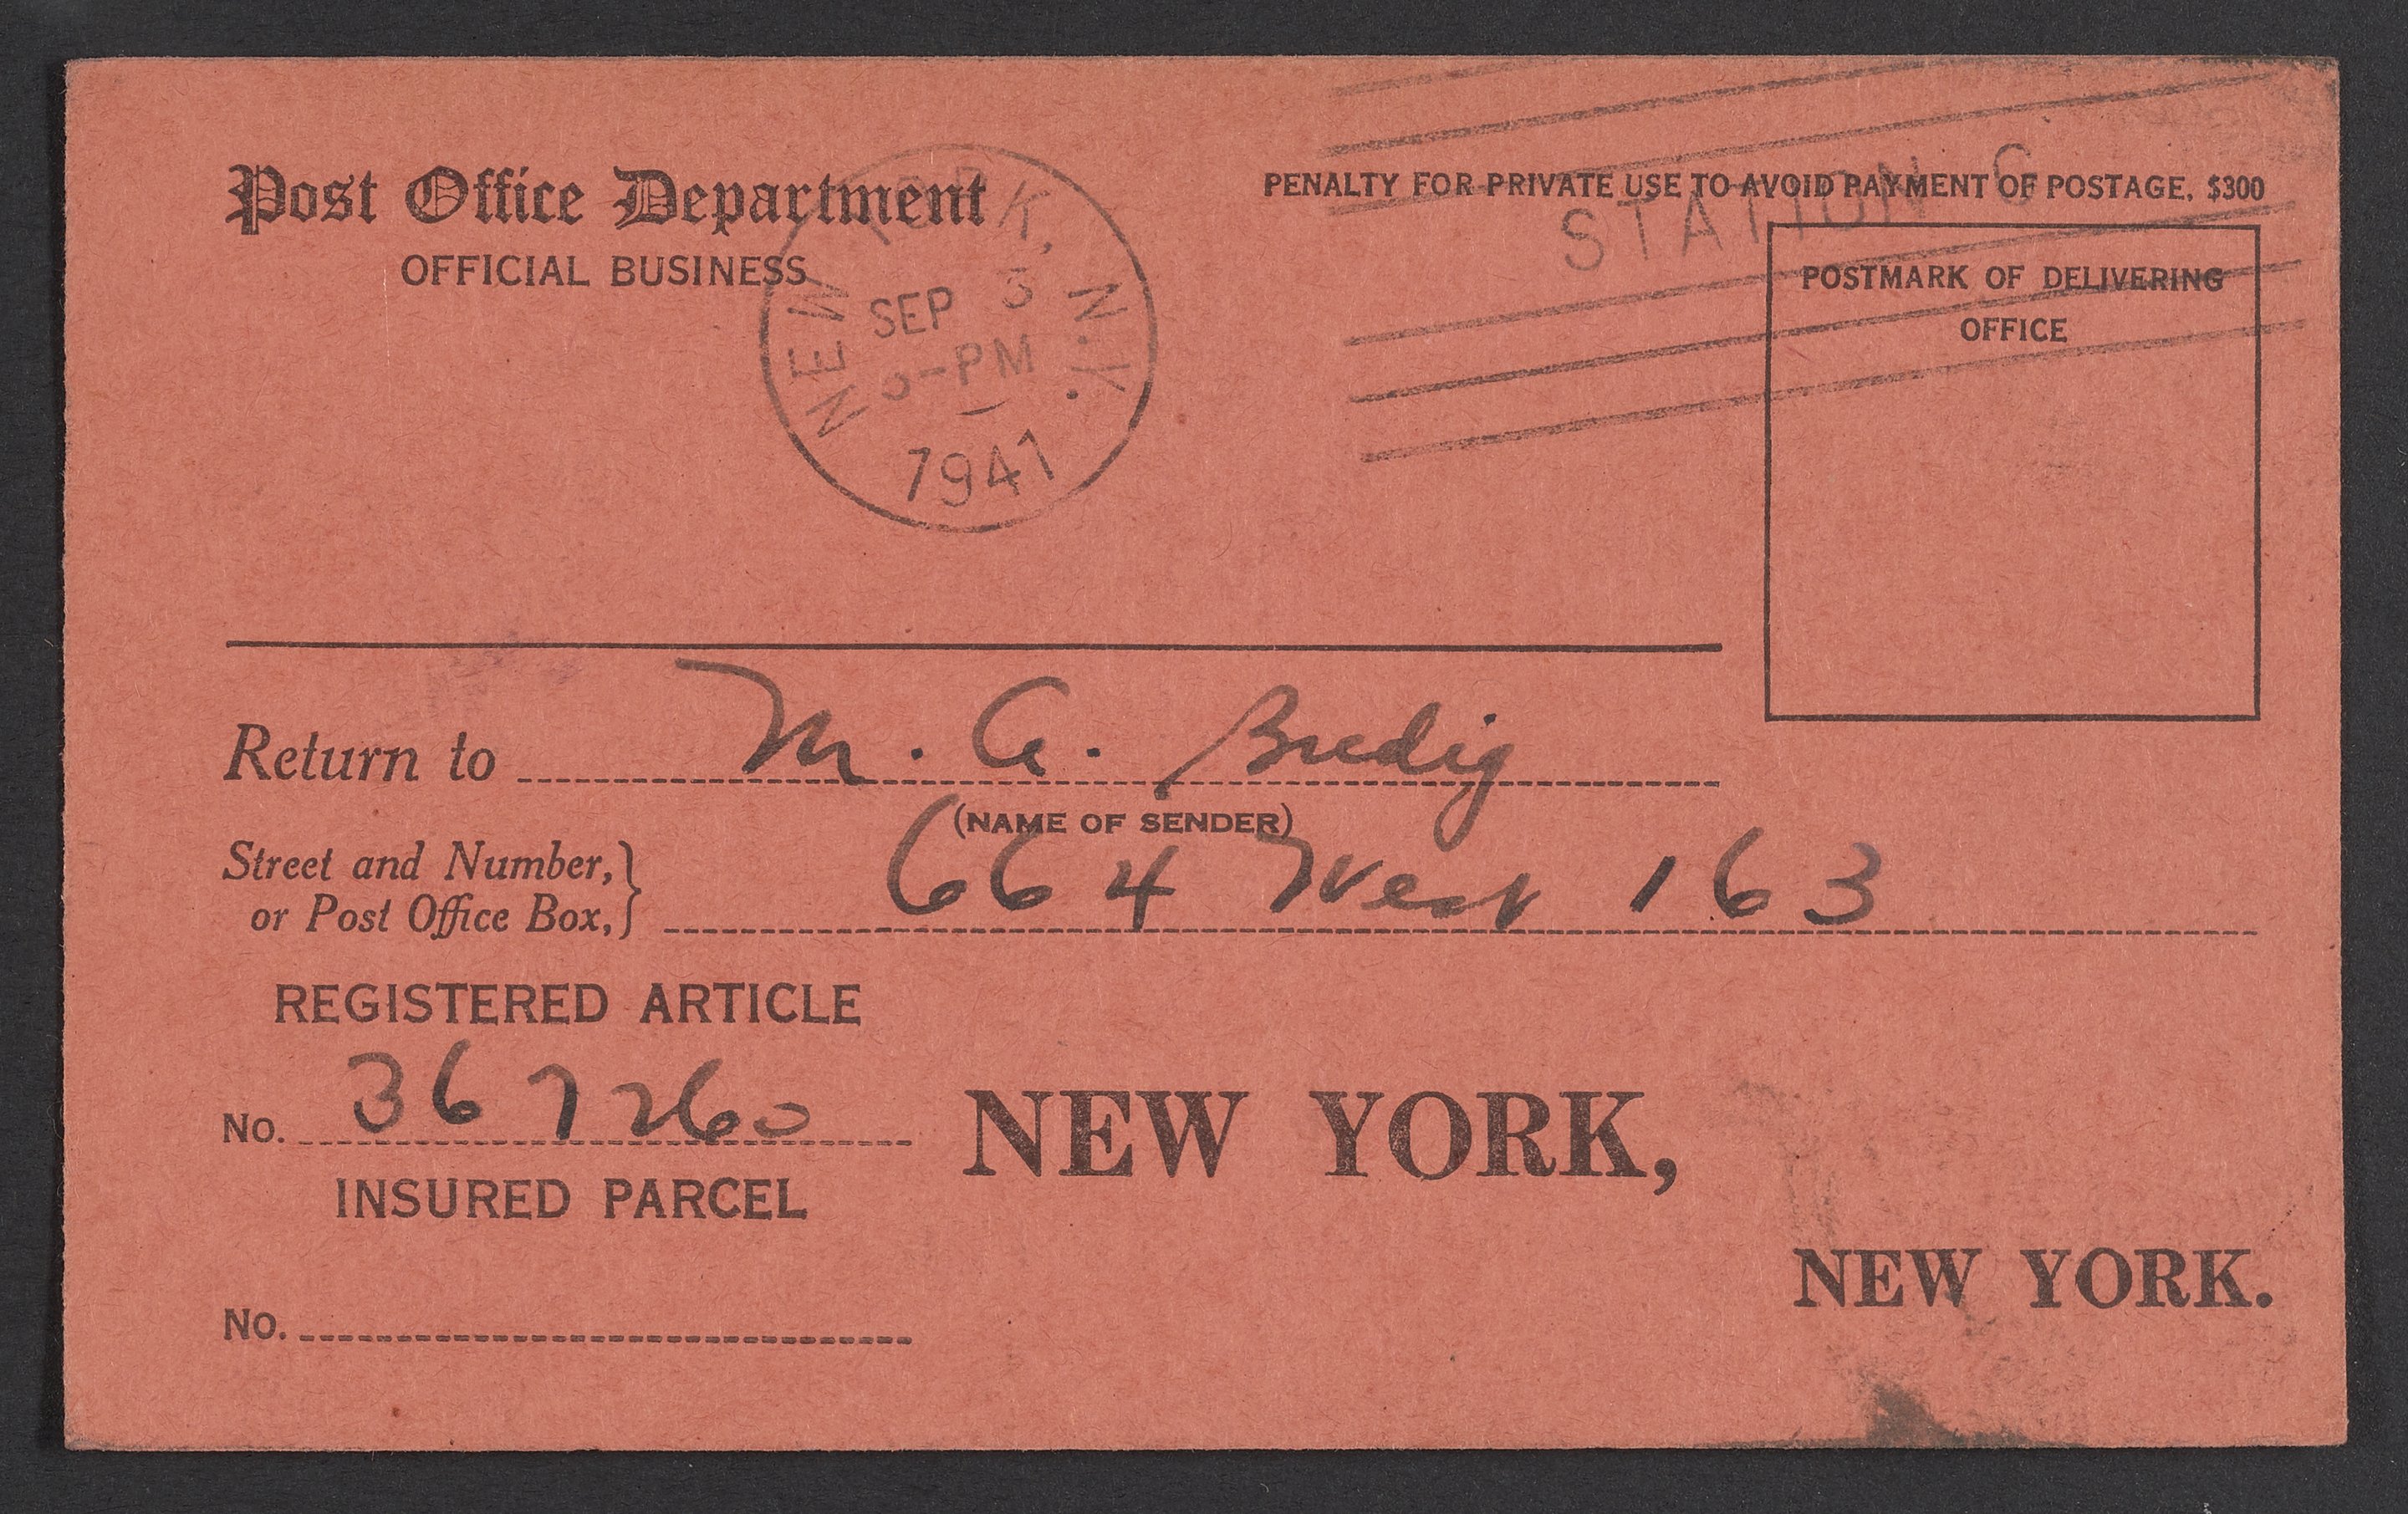 Post Office Department
OFFICIAL BUSINESS
PENALTY FOR PRIVATE USE TO AVOID PAYMENT OF POSTAGE, $300
NEW YORK, N.Y.
SEP 3
PM
1941
STATION
POSTMARK OF DELIVERING
OFFICE
Return to M. A. Bredig
(NAME OF SENDER)
Street and Number,
or Post Office Box, 664 West 163
REGISTERED ARTICLE
No. 367260
INSURED PARCEL
No.
NEW YORK,
NEW YORK.